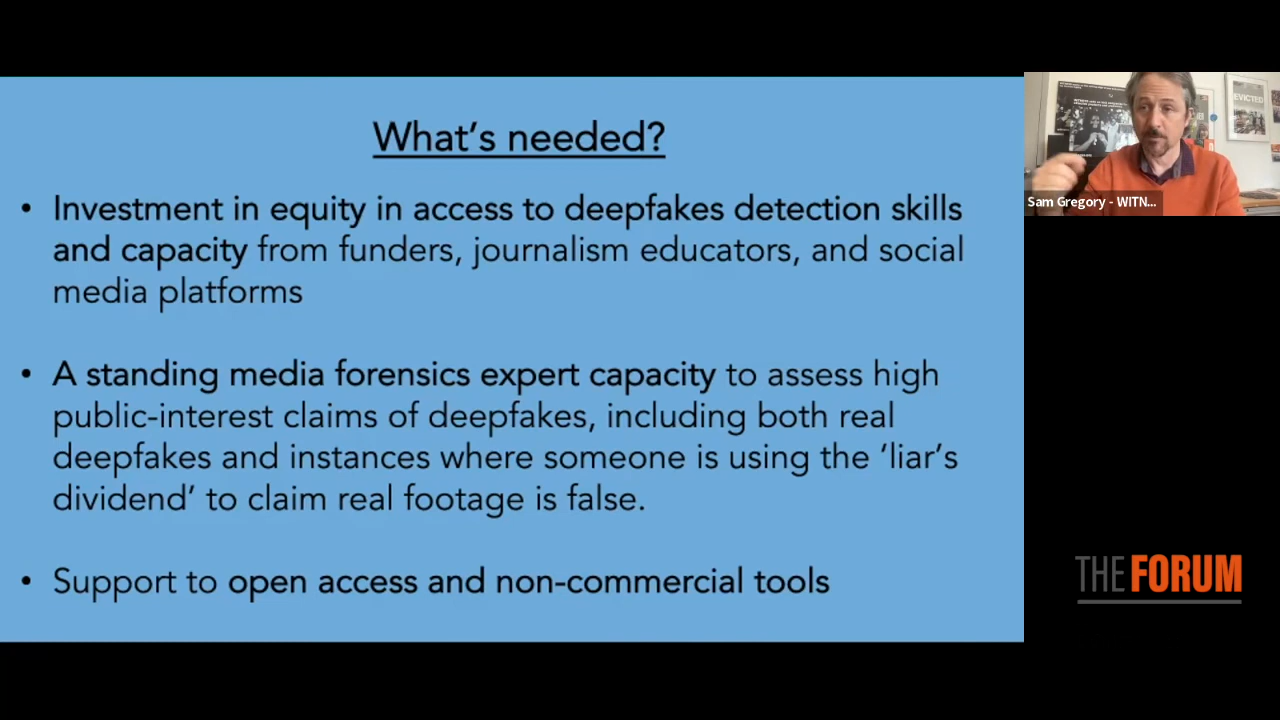 What's needed?
• Investment in equity in access to deepfakes detection skills
and capacity from funders, journalism educators, and social
media platforms
• A standing media forensics expert capacity to assess high
public-interest claims of deepfakes, including both real
deepfakes and instances where someone is using the ‘liar’s
dividend’ to claim real footage is false.
• Support to open access and non-commercial tools
EVICTED
Sam Gregory - WITN...
THE FORUM